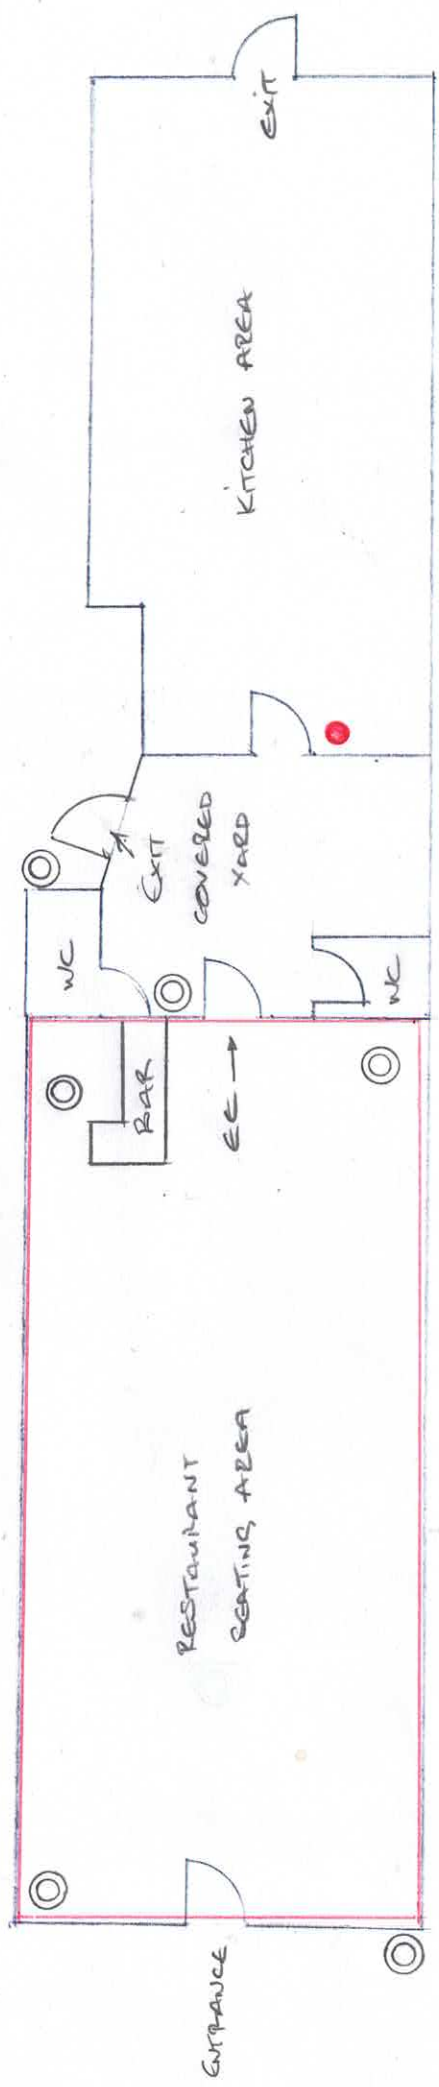 ENTRANCE
RESTAURANT
SEATING AREA
BAR
EE →
WC
WC
EXIT
COVERED
YARD
KITCHEN AREA
EXIT